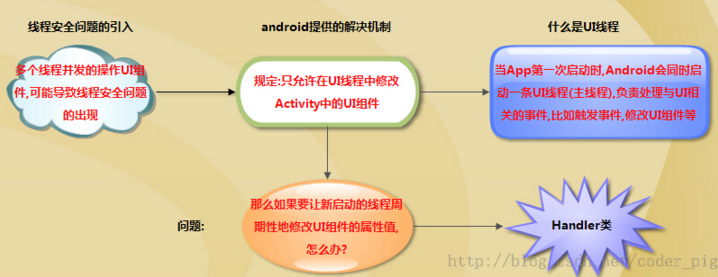 线程安全问题的引入
android提供的解决机制
什么是UI线程
多个线程并发的操作UI组
件,可能导致线程安全问题
的出现
规定:只允许在UI线程中修改
Activity中的UI组件
当App第一次启动时,Android会同时启
动一条UI线程(主线程),负责处理与UI相
关的事件,比如触发事件,修改UI组件等
问题:
那么如果要让新启动的线程周
期性地修改UI组件的属性值,
怎么办?
Handler类
http://blog.csdn.net/coder_pig